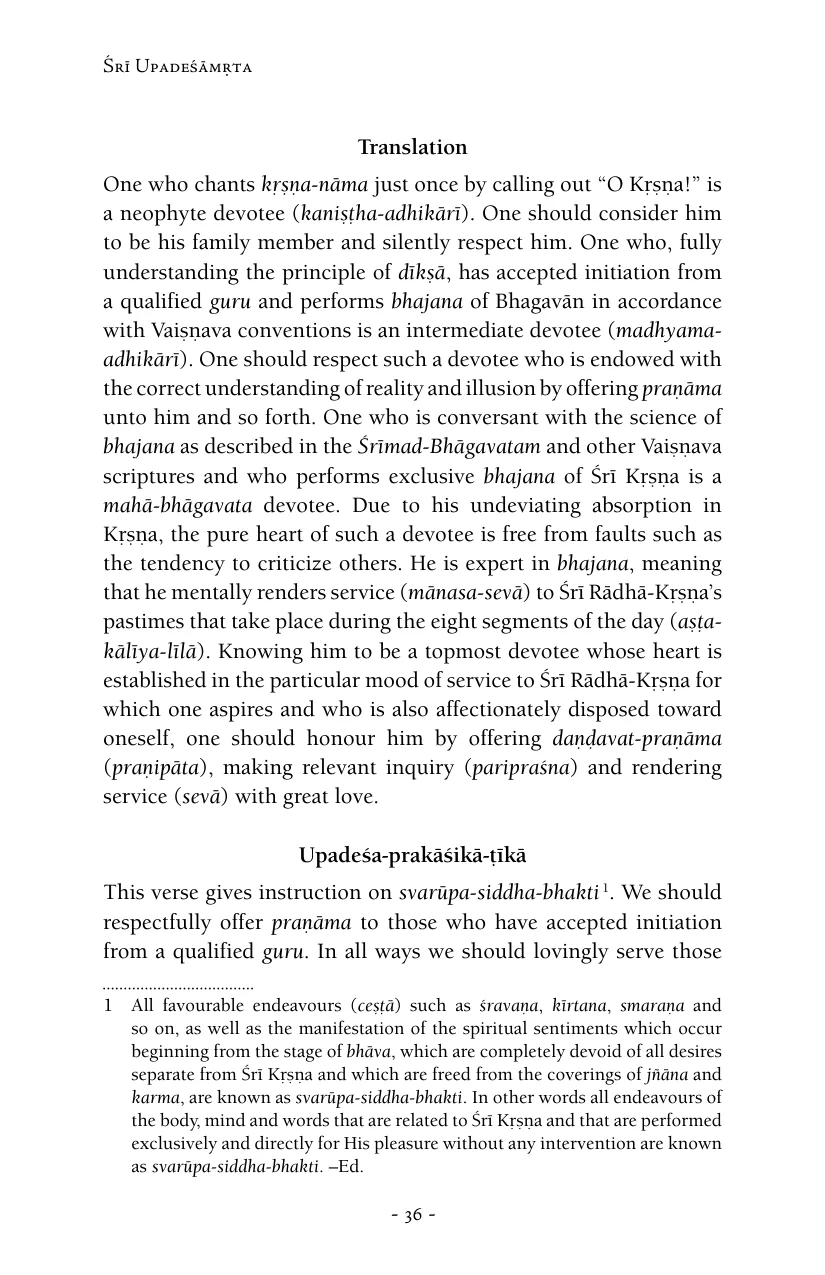 Śrī Upadeśāmṛta
Translation
One who chants kṛṣṇa-nāma just once by calling out “O Kṛṣṇa!” is
a neophyte devotee (kaniṣṭha-adhikārī). One should consider him
to be his family member and silently respect him. One who, fully
understanding the principle of dīkṣā, has accepted initiation from
a qualified guru and performs bhajana of Bhagavān in accordance
with Vaiṣṇava conventions is an intermediate devotee (madhyama-
adhikārī). One should respect such a devotee who is endowed with
the correct understanding of reality and illusion by offering praṇāma
unto him and so forth. One who is conversant with the science of
bhajana as described in the Śrīmad-Bhāgavatam and other Vaiṣṇava
scriptures and who performs exclusive bhajana of Śrī Kṛṣṇa is a
mahā-bhāgavata devotee. Due to his undeviating absorption in
Kṛṣṇa, the pure heart of such a devotee is free from faults such as
the tendency to criticize others. He is expert in bhajana, meaning
that he mentally renders service (mānasa-sevā) to Śrī Rādhā-Kṛṣṇa’s
pastimes that take place during the eight segments of the day (aṣṭa-
kālīya-līlā). Knowing him to be a topmost devotee whose heart is
established in the particular mood of service to Śrī Rādhā-Kṛṣṇa for
which one aspires and who is also affectionately disposed toward
oneself, one should honour him by offering daṇḍavat-praṇāma
(praṇipāta), making relevant inquiry (paripraśna) and rendering
service (sevā) with great love.
Upadeśa-prakāśikā-ṭīkā
This verse gives instruction on svarūpa-siddha-bhakti 1. We should
respectfully offer praṇāma to those who have accepted initiation
from a qualified guru. In all ways we should lovingly serve those
1 All favourable endeavours (ceṣṭā) such as śravaṇa, kīrtana, smaraṇa and
so on, as well as the manifestation of the spiritual sentiments which occur
beginning from the stage of bhāva, which are completely devoid of all desires
separate from Śrī Kṛṣṇa and which are freed from the coverings of jñāna and
karma, are known as svarūpa-siddha-bhakti. In other words all endeavours of
the body, mind and words that are related to Śrī Kṛṣṇa and that are performed
exclusively and directly for His pleasure without any intervention are known
as svarūpa-siddha-bhakti. –Ed.
- 36 -